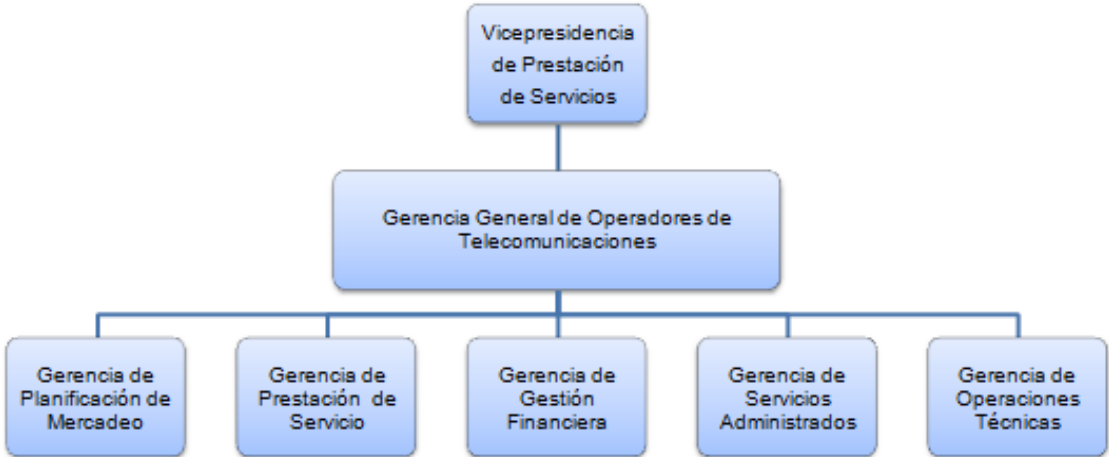 Vicepresidencia
de Prestación
de Servicios
Gerencia General de Operadores de
Telecomunicaciones
Gerencia de
Planificación de
Mercadeo
Gerencia de
Prestación de
Servicio
Gerencia de
Gestión
Financiera
Gerencia de
Servicios
Administrados
Gerencia de
Operaciones
Técnicas